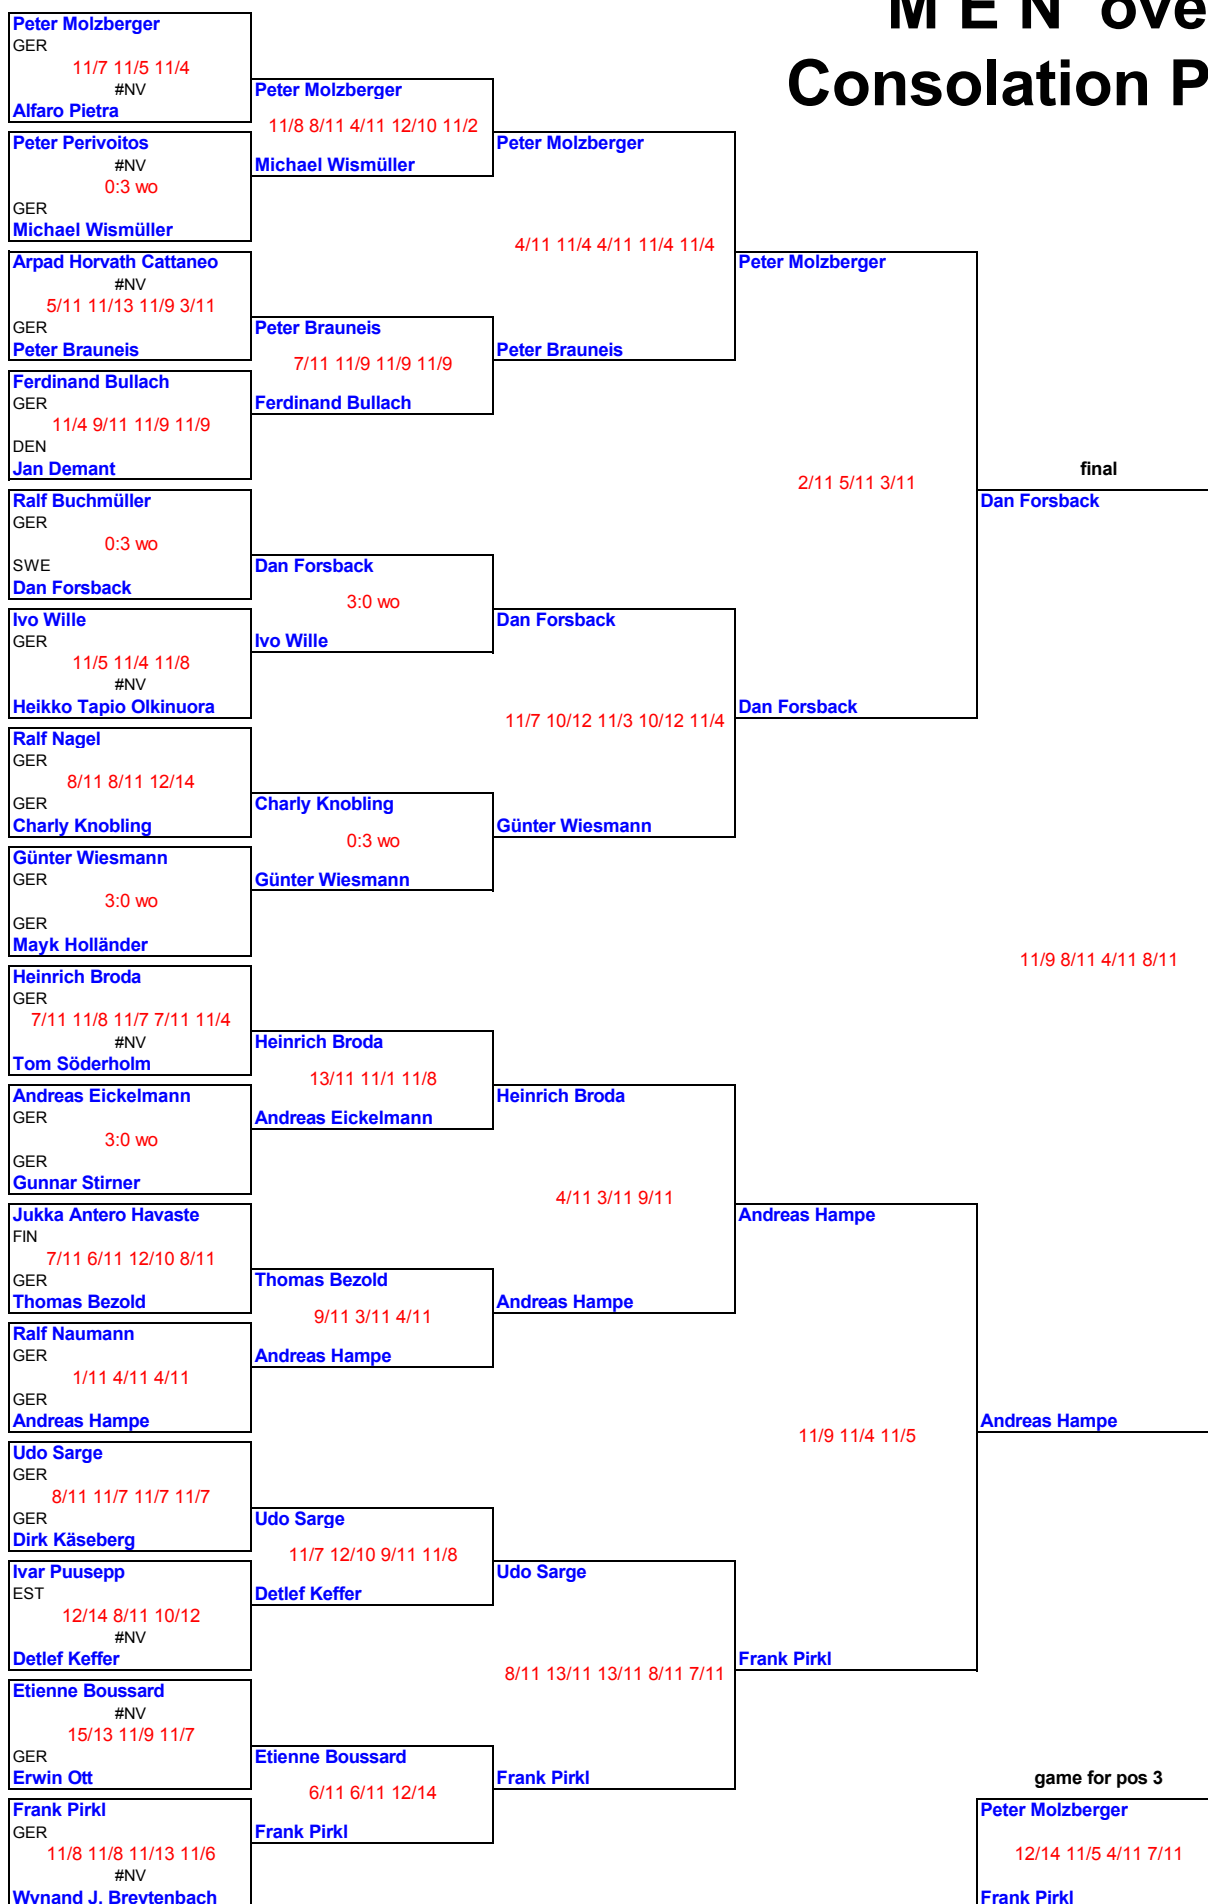 M E N ove
Consolation P
Peter Molzberger
GER
11/7 11/5 11/4
#NV
Alfaro Pietra
Peter Perivoitos
#NV
0:3 wo
GER
Michael Wismüller
Arpad Horvath Cattaneo
#NV
5/11 11/13 11/9 3/11
GER
Peter Brauneis
Ferdinand Bullach
GER
11/4 9/11 11/9 11/9
DEN
Jan Demant
Ralf Buchmüller
GER
0:3 wo
SWE
Dan Forsback
Ivo Wille
GER
11/5 11/4 11/8
#NV
Heikko Tapio Olkinuora
Ralf Nagel
GER
8/11 8/11 12/14
GER
Charly Knobling
Günter Wiesmann
GER
3:0 wo
GER
Mayk Holländer
Heinrich Broda
GER
7/11 11/8 11/7 7/11 11/4
#NV
Tom Söderholm
Andreas Eickelmann
GER
3:0 wo
GER
Gunnar Stirner
Jukka Antero Havaste
FIN
7/11 6/11 12/10 8/11
GER
Thomas Bezold
Ralf Naumann
GER
1/11 4/11 4/11
GER
Andreas Hampe
Udo Sarge
GER
8/11 11/7 11/7 11/7
GER
Dirk Käseberg
Ivar Puusepp
EST
12/14 8/11 10/12
#NV
Detlef Keffer
Etienne Boussard
#NV
15/13 11/9 11/7
GER
Erwin Ott
Frank Pirkl
GER
11/8 11/8 11/13 11/6
#NV
Wynand J. Breytenbach
Peter Molzberger
11/8 8/11 4/11 12/10 11/2
Michael Wismüller
Peter Brauneis
7/11 11/9 11/9 11/9
Ferdinand Bullach
Dan Forsback
3:0 wo
Ivo Wille
Charly Knobling
0:3 wo
Günter Wiesmann
Heinrich Broda
13/11 11/1 11/8
Andreas Eickelmann
Thomas Bezold
9/11 3/11 4/11
Andreas Hampe
Udo Sarge
11/7 12/10 9/11 11/8
Detlef Keffer
Etienne Boussard
6/11 6/11 12/14
Frank Pirkl
Peter Molzberger
4/11 11/4 4/11 11/4 11/4
Peter Brauneis
Dan Forsback
11/7 10/12 11/3 10/12 11/4
Günter Wiesmann
Heinrich Broda
4/11 3/11 9/11
Andreas Hampe
Udo Sarge
8/11 13/11 13/11 8/11 7/11
Frank Pirkl
Peter Molzberger
2/11 5/11 3/11
Dan Forsback
Andreas Hampe
11/9 11/4 11/5
Frank Pirkl
final
Dan Forsback
11/9 8/11 4/11 8/11
Andreas Hampe
game for pos 3
Peter Molzberger
12/14 11/5 4/11 7/11
Frank Pirkl